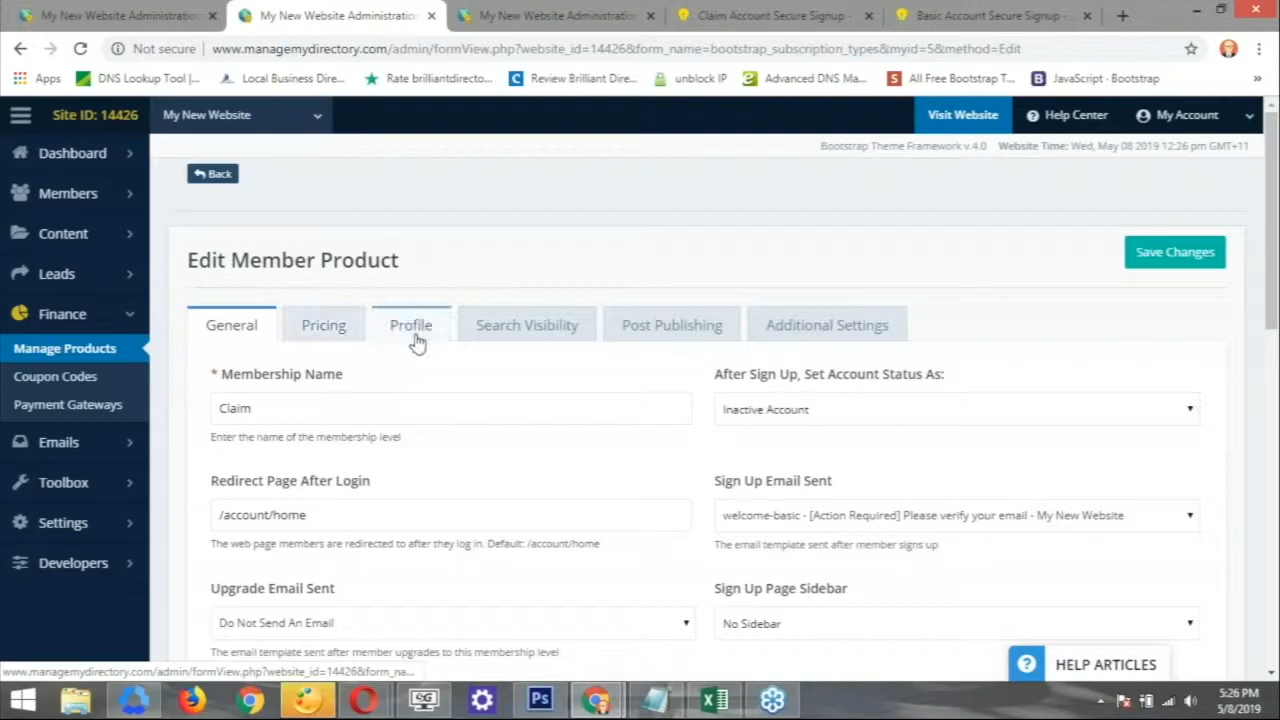 My New Website Administration
My New Website Administration
My New Website Administration
Claim Account Secure Signup -
Basic Account Secure Signup -
Not secure
www.managemydirectory.com/admin/formView.php?website_id=14426&form_name=bootstrap_subscription_types&myid=5&method=Edit
Apps
DNS Lookup Tool |...
Local Business Dire...
Rate brilliantdirecto...
Review Brilliant Dire...
unblock IP
Advanced DNS Ma...
All Free Bootstrap T...
JavaScript · Bootstrap
»
Site ID: 14426
My New Website
Visit Website
Help Center
My Account
Bootstrap Theme Framework v.4.0
Website Time: Wed, May 08 2019 12:26 pm GMT+11
Dashboard
Members
Content
Leads
Finance
Manage Products
Coupon Codes
Payment Gateways
Emails
Toolbox
Settings
Developers
Back
Edit Member Product
Save Changes
General
Pricing
Profile
Search Visibility
Post Publishing
Additional Settings
* Membership Name
Claim
Enter the name of the membership level
After Sign Up, Set Account Status As:
Inactive Account
Redirect Page After Login
/account/home
The web page members are redirected to after they log in. Default: /account/home
Sign Up Email Sent
welcome-basic - [Action Required] Please verify your email - My New Website
The email template sent after member signs up
Upgrade Email Sent
Do Not Send An Email
The email template sent after member upgrades to this membership level
Sign Up Page Sidebar
No Sidebar
HELP ARTICLES
www.managemydirectory.com/admin/formView.php?website_id=14426&form_na...
SG
Ps
5:26 PM
5/8/2019